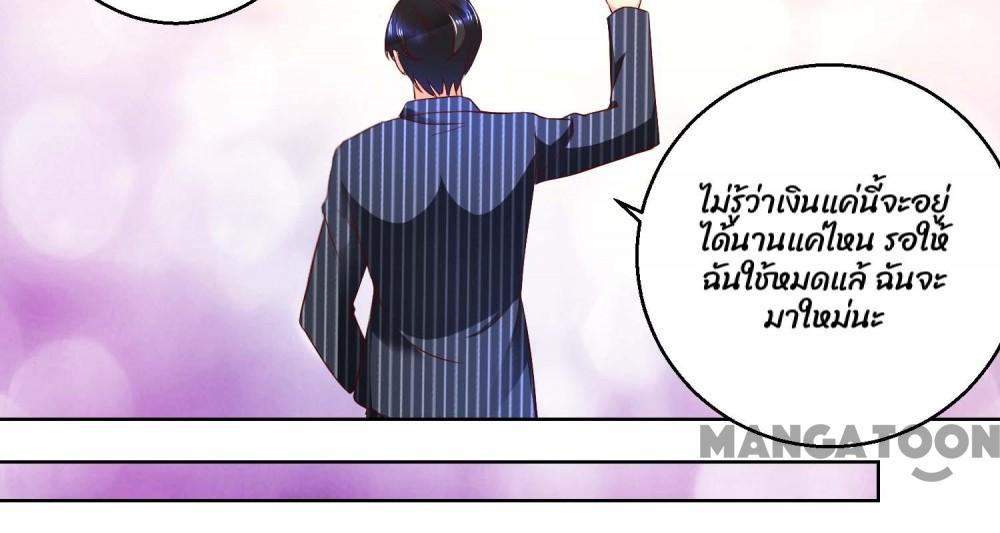 ไม่รู้ว่าเงินแค่นี้จะอยู่
ได้นานแค่ไหน รอให้
ฉันใช้หมดแล้ ฉันจะ
มาใหม่นะ
MANGATOON